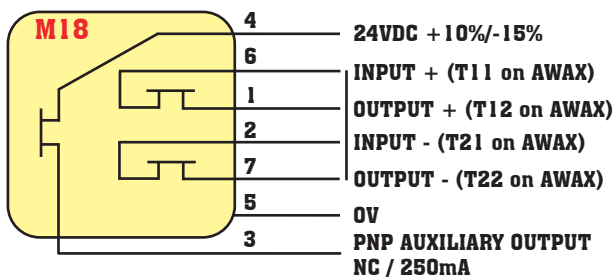 M18
4 24VDC +10%/-15%
6 INPUT + (T11 on AWAX)
1 OUTPUT + (T12 on AWAX)
2 INPUT - (T21 on AWAX)
7 OUTPUT - (T22 on AWAX)
5 0V
3 PNP AUXILIARY OUTPUT
NC / 250mA